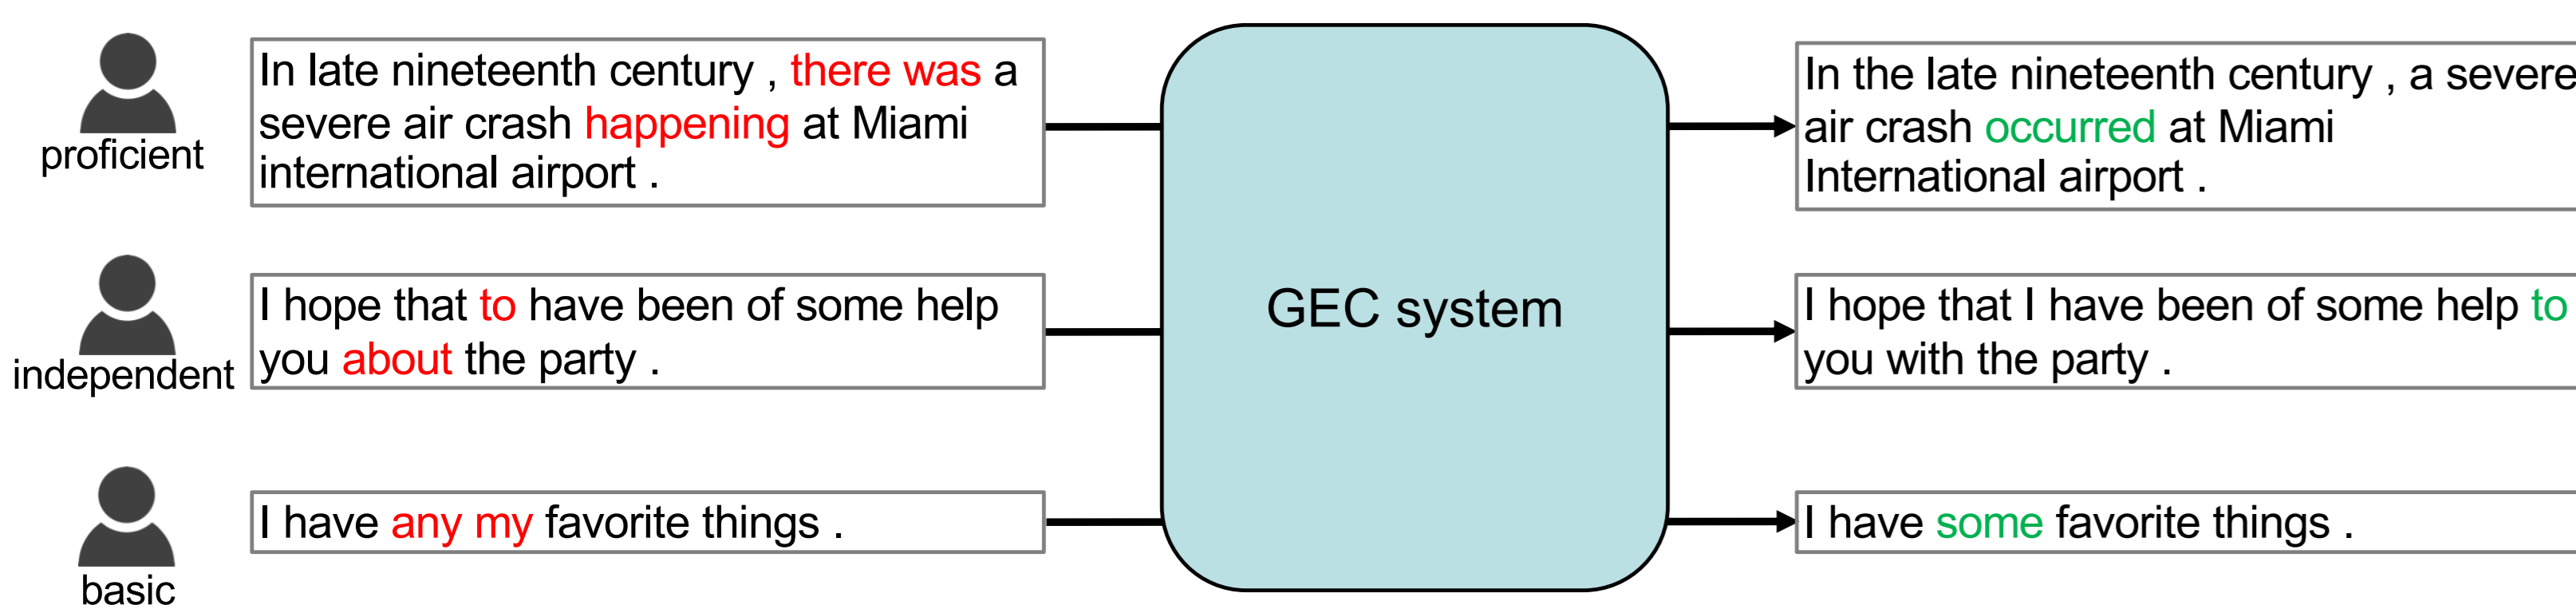 In late nineteenth century , there was a
severe air crash happening at Miami
international airport .
proficient
I hope that to have been of some help
you about the party .
independent
I have any my favorite things .
basic
GEC system
In the late nineteenth century , a severe
air crash occurred at Miami
International airport .
I hope that I have been of some help to
you with the party .
I have some favorite things .